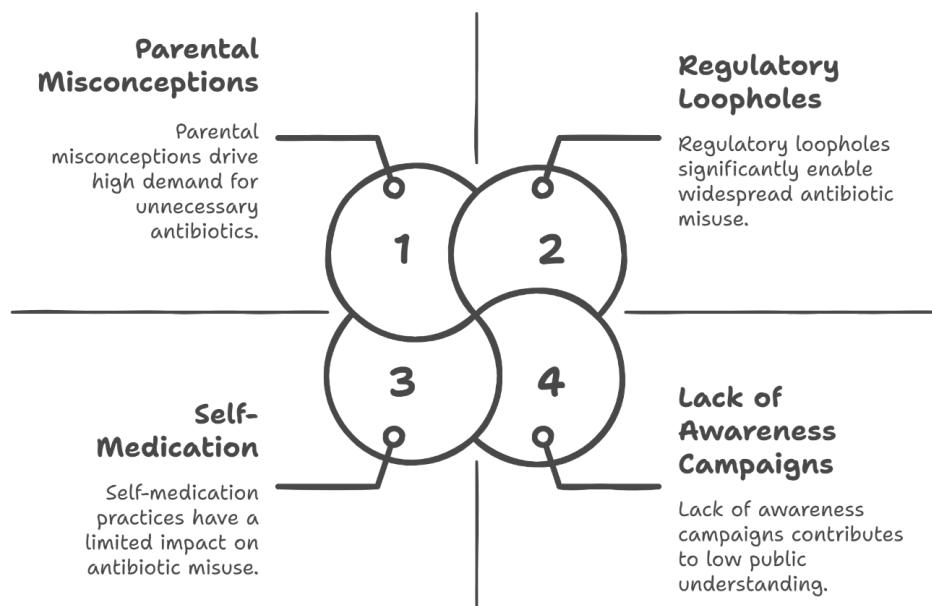 Parental
Misconceptions
Parental
misconceptions drive
high demand for
unnecessary
antibiotics.
Regulatory
Loopholes
Regulatory loopholes
significantly enable
widespread antibiotic
misuse.
1
2
3
4
Self-
Medication
Self-medication
practices have a
limited impact on
antibiotic misuse.
Lack of
Awareness
Campaigns
Lack of awareness
campaigns contributes
to low public
understanding.